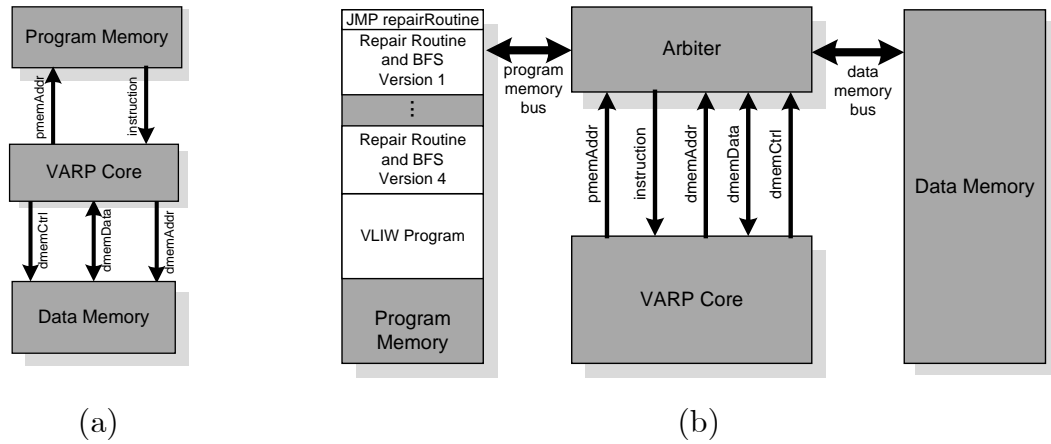 Program Memory
pmemAddr
instruction
VARP Core
dmemCtrl
dmemData
dmemAddr
Data Memory
(a)
JMP repairRoutine
Repair Routine
and BFS
Version 1
⋮
Repair Routine
and BFS
Version 4
VLIW Program
Program
Memory
program
memory
bus
Arbiter
data
memory
bus
pmemAddr
instruction
dmemAddr
dmemData
dmemCtrl
VARP Core
Data Memory
(b)